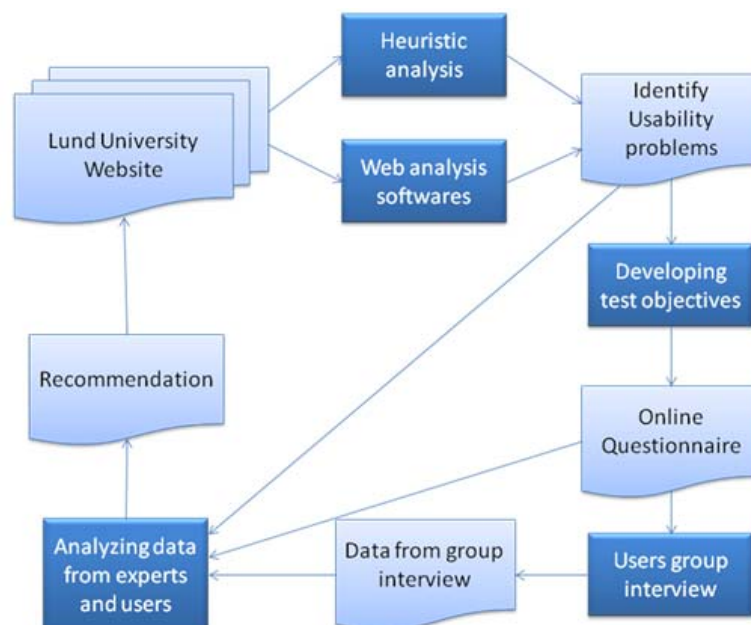 Heuristic
analysis
Lund University
Website
Identify
Usability
problems
Web analysis
softwares
Developing
test objectives
Recommendation
Online
Questionnaire
Analyzing data
from experts
and users
Data from group
interview
Users group
interview